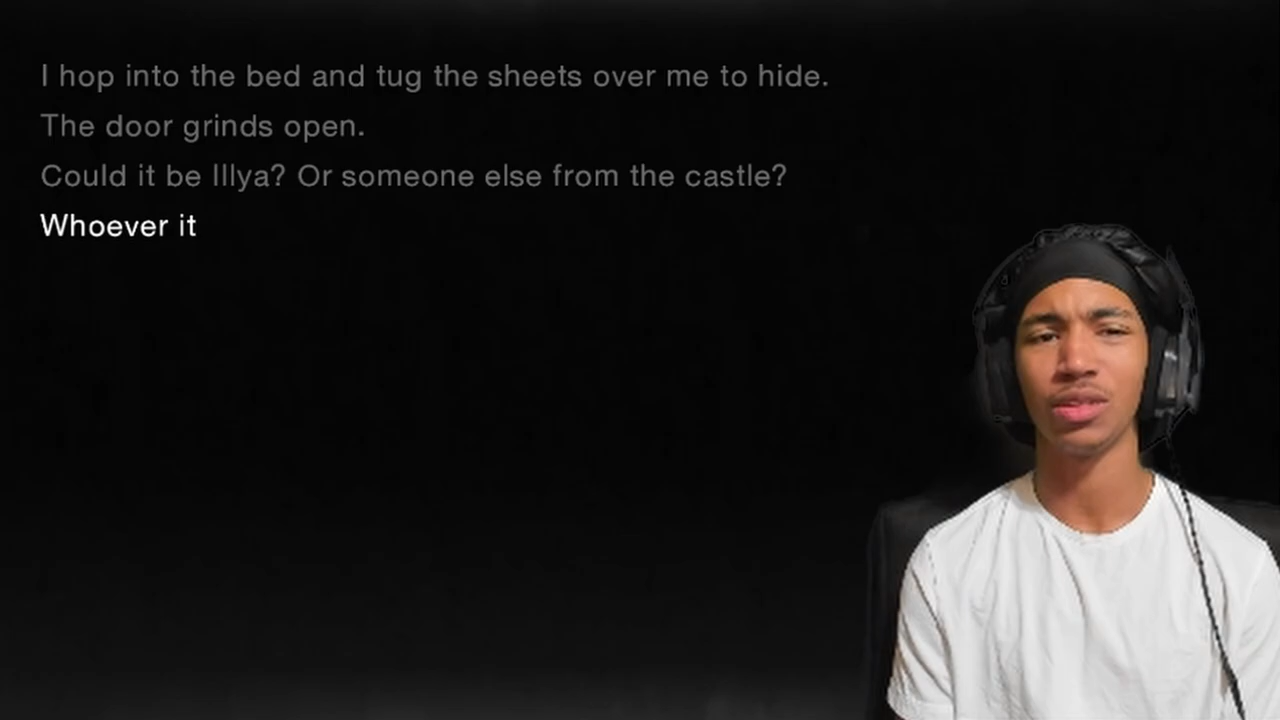 I hop into the bed and tug the sheets over me to hide.
The door grinds open.
Could it be Illya? Or someone else from the castle?
Whoever it